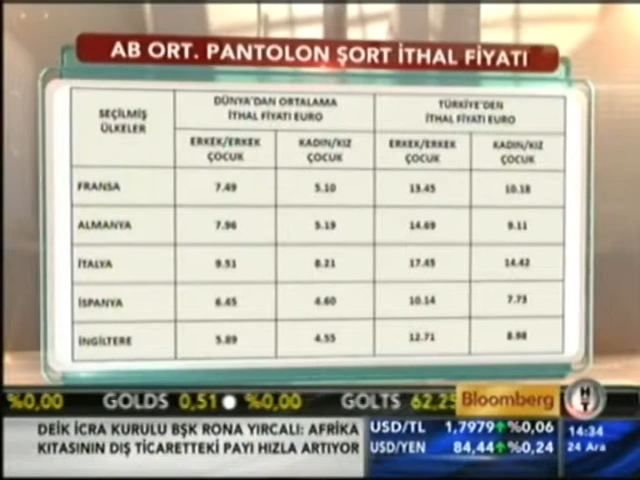 AB ORT. PANTOLON ŞORT İTHAL FİYATI
SEÇİLMİŞ ÜLKELER
DÜNYA'DAN ORTALAMA İTHAL FİYATI EURO
TÜRKİYE'DEN İTHAL FİYATI EURO
ERKEK/ERKEK ÇOCUK
KADIN/KIZ ÇOCUK
ERKEK/ERKEK ÇOCUK
KADIN/KIZ ÇOCUK
FRANSA 7.49 5.10 13.45 10.18
ALMANYA 7.96 5.19 14.69 9.11
İTALYA 9.51 8.21 17.45 14.42
İSPANYA 6.45 4.60 10.14 7.73
İNGİLTERE 5.89 4.55 12.71 8.98
%0,00 GOLDS 0,51 %0,00 GOLTS 62,25 Bloomberg HT
DEİK İCRA KURULU BŞK RONA YIRCALI: AFRİKA
KITASININ DIŞ TİCARETTEKİ PAYI HIZLA ARTIYOR
USD/TL 1,7979 %0,06
USD/YEN 84,44 %0,24
14:34
24 Ara